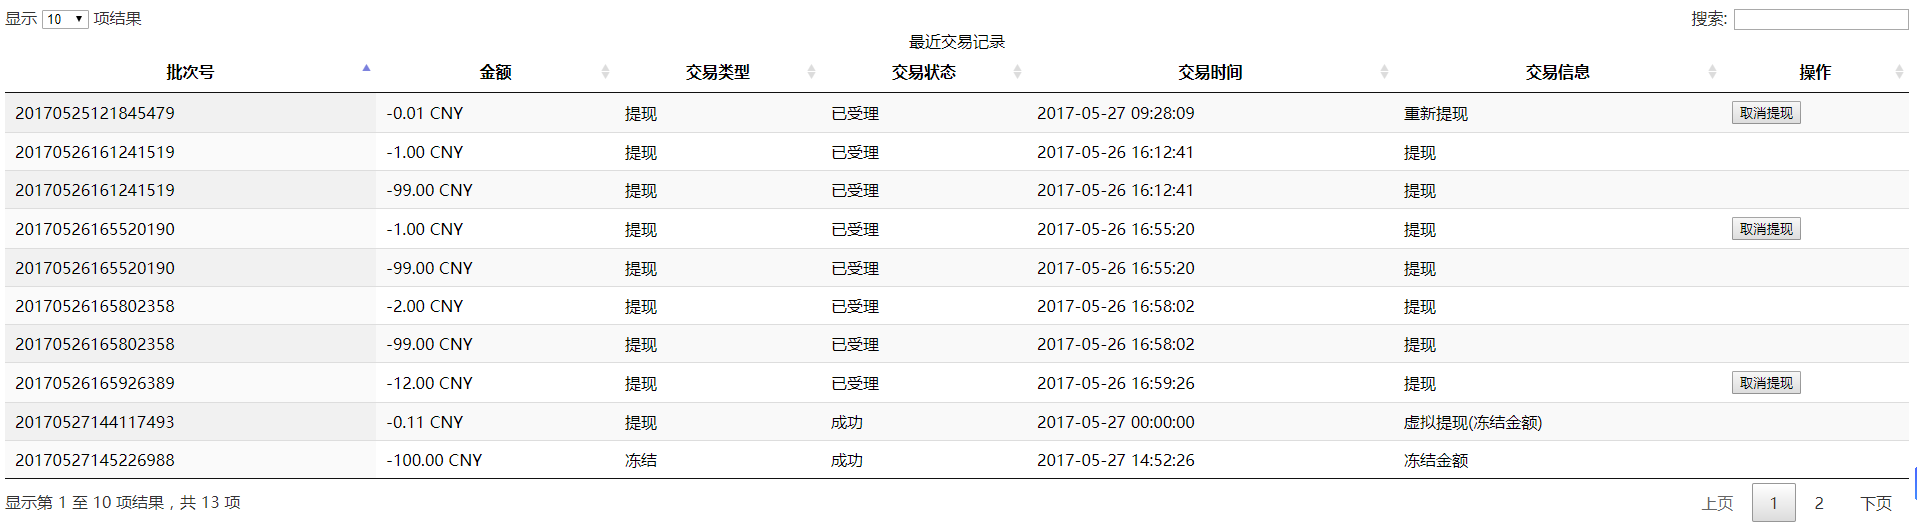 显示 10 项结果 搜索:
最近交易记录
批次号 金额 交易类型 交易状态 交易时间 交易信息 操作
20170525121845479 -0.01 CNY 提现 已受理 2017-05-27 09:28:09 重新提现 取消提现
20170526161241519 -1.00 CNY 提现 已受理 2017-05-26 16:12:41 提现
20170526161241519 -99.00 CNY 提现 已受理 2017-05-26 16:12:41 提现
20170526165520190 -1.00 CNY 提现 已受理 2017-05-26 16:55:20 提现 取消提现
20170526165520190 -99.00 CNY 提现 已受理 2017-05-26 16:55:20 提现
20170526165802358 -2.00 CNY 提现 已受理 2017-05-26 16:58:02 提现
20170526165802358 -99.00 CNY 提现 已受理 2017-05-26 16:58:02 提现
20170526165926389 -12.00 CNY 提现 已受理 2017-05-26 16:59:26 提现 取消提现
20170527144117493 -0.11 CNY 提现 成功 2017-05-27 00:00:00 虚拟提现(冻结金额)
20170527145226988 -100.00 CNY 冻结 成功 2017-05-27 14:52:26 冻结金额
显示第 1 至 10 项结果，共 13 项 上页 1 2 下页